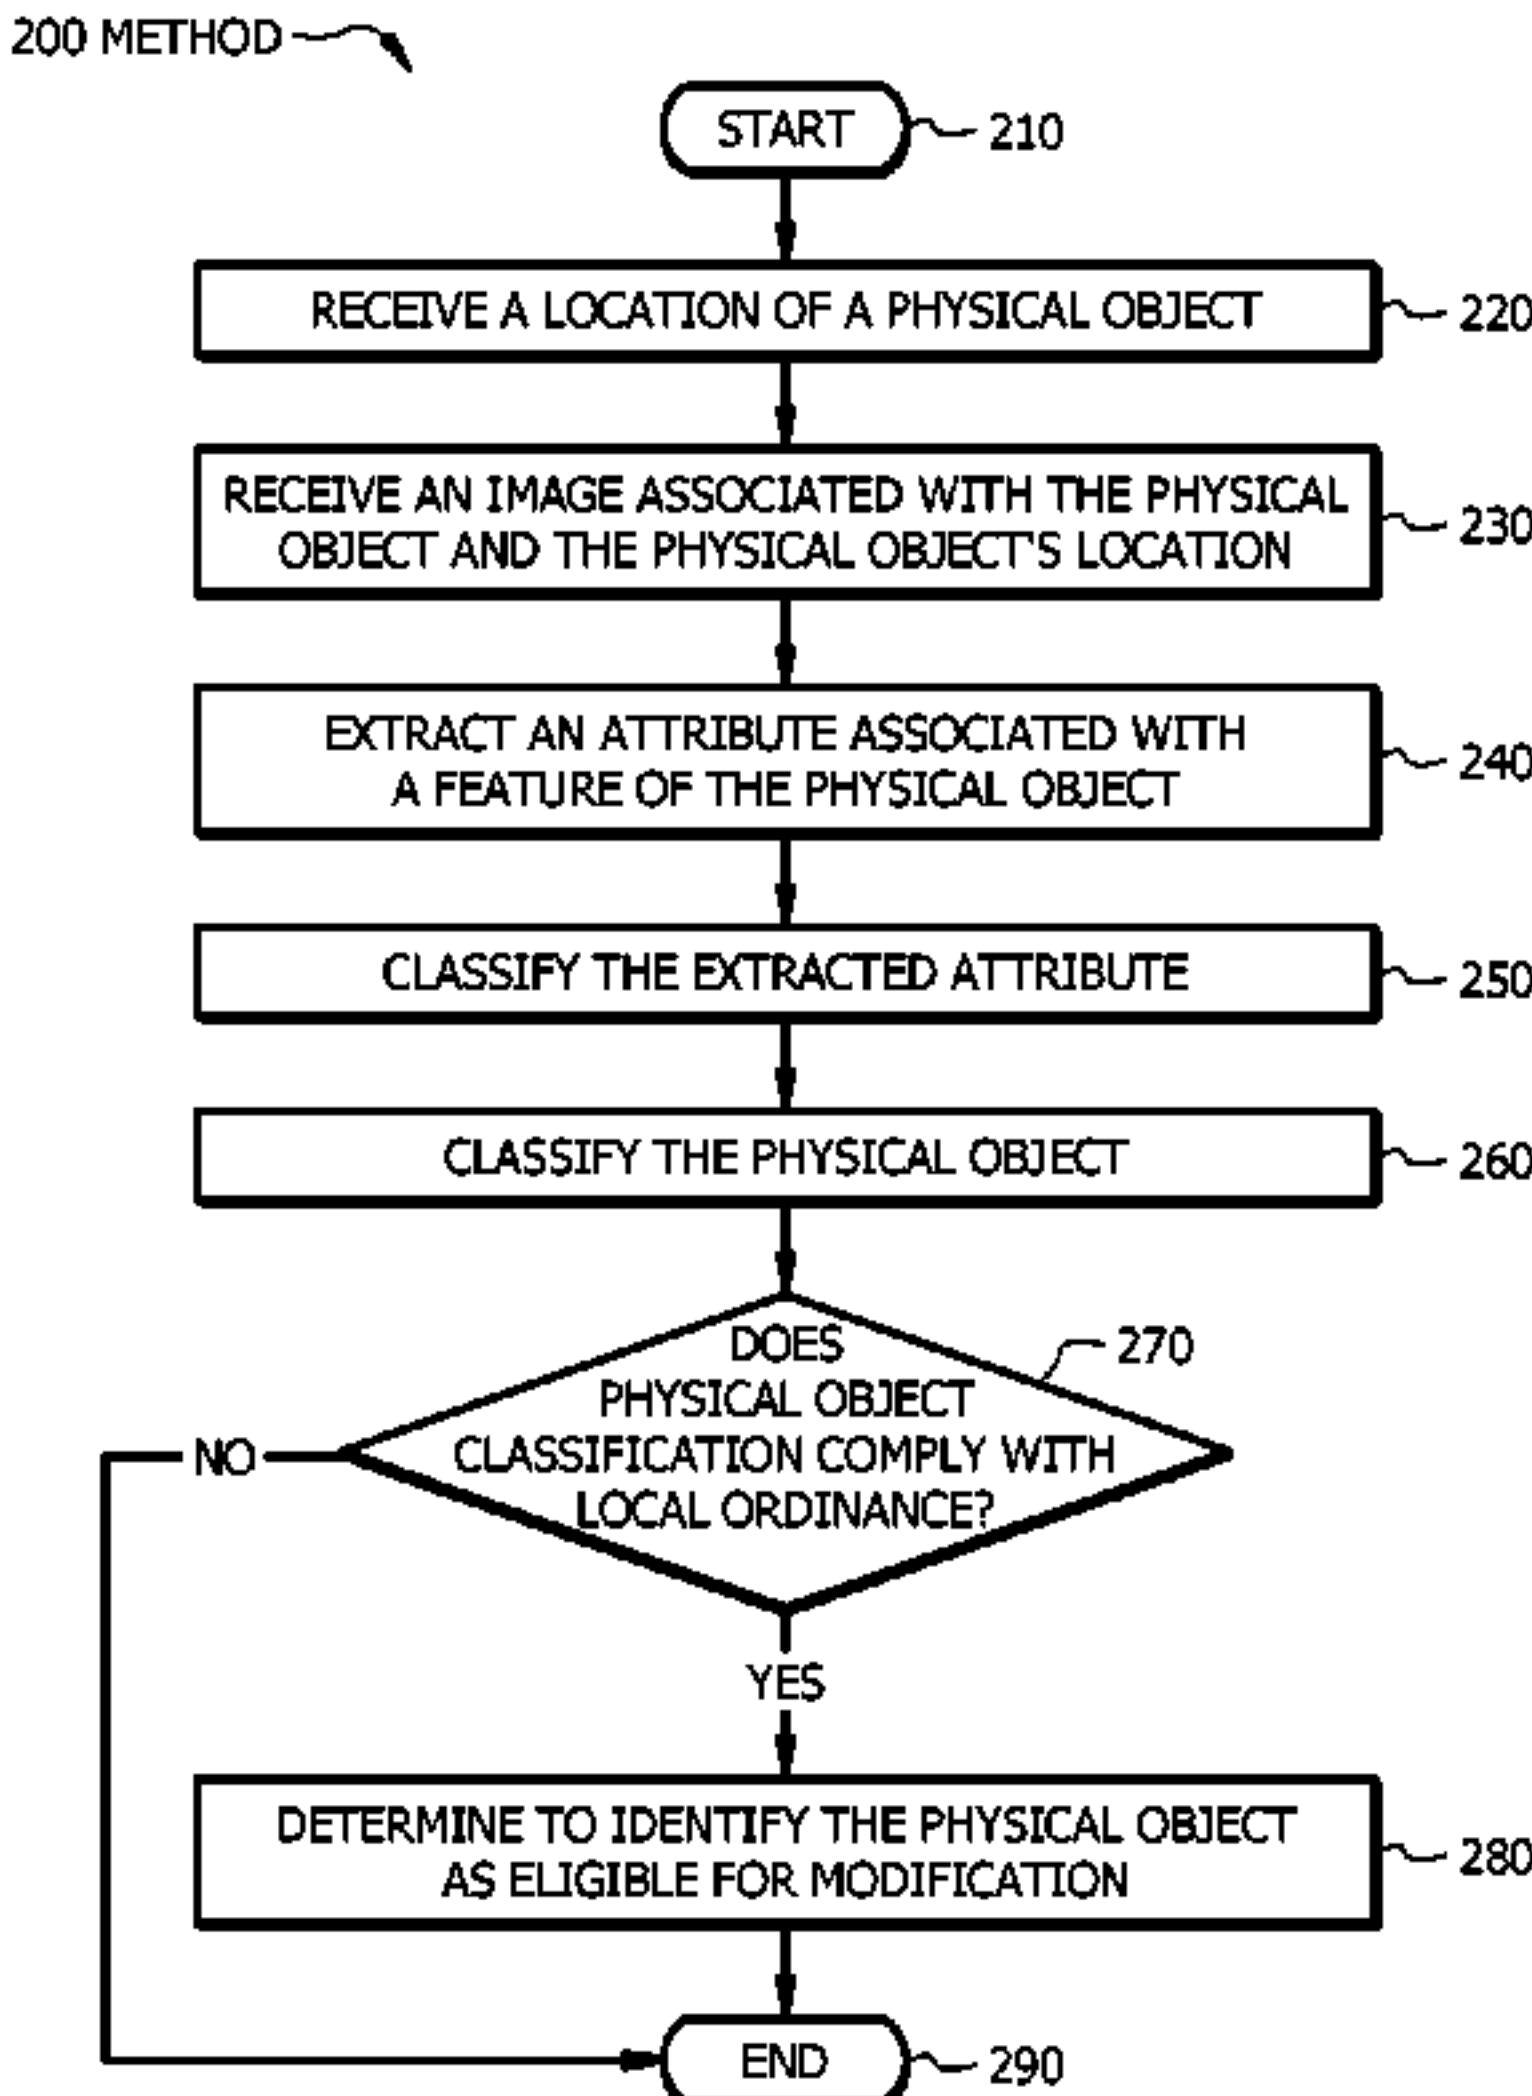 200 METHOD
START
210
RECEIVE A LOCATION OF A PHYSICAL OBJECT
220
RECEIVE AN IMAGE ASSOCIATED WITH THE PHYSICAL
OBJECT AND THE PHYSICAL OBJECT'S LOCATION
230
EXTRACT AN ATTRIBUTE ASSOCIATED WITH
A FEATURE OF THE PHYSICAL OBJECT
240
CLASSIFY THE EXTRACTED ATTRIBUTE
250
CLASSIFY THE PHYSICAL OBJECT
260
DOES
PHYSICAL OBJECT
CLASSIFICATION COMPLY WITH
LOCAL ORDINANCE?
270
NO
YES
DETERMINE TO IDENTIFY THE PHYSICAL OBJECT
AS ELIGIBLE FOR MODIFICATION
280
END
290